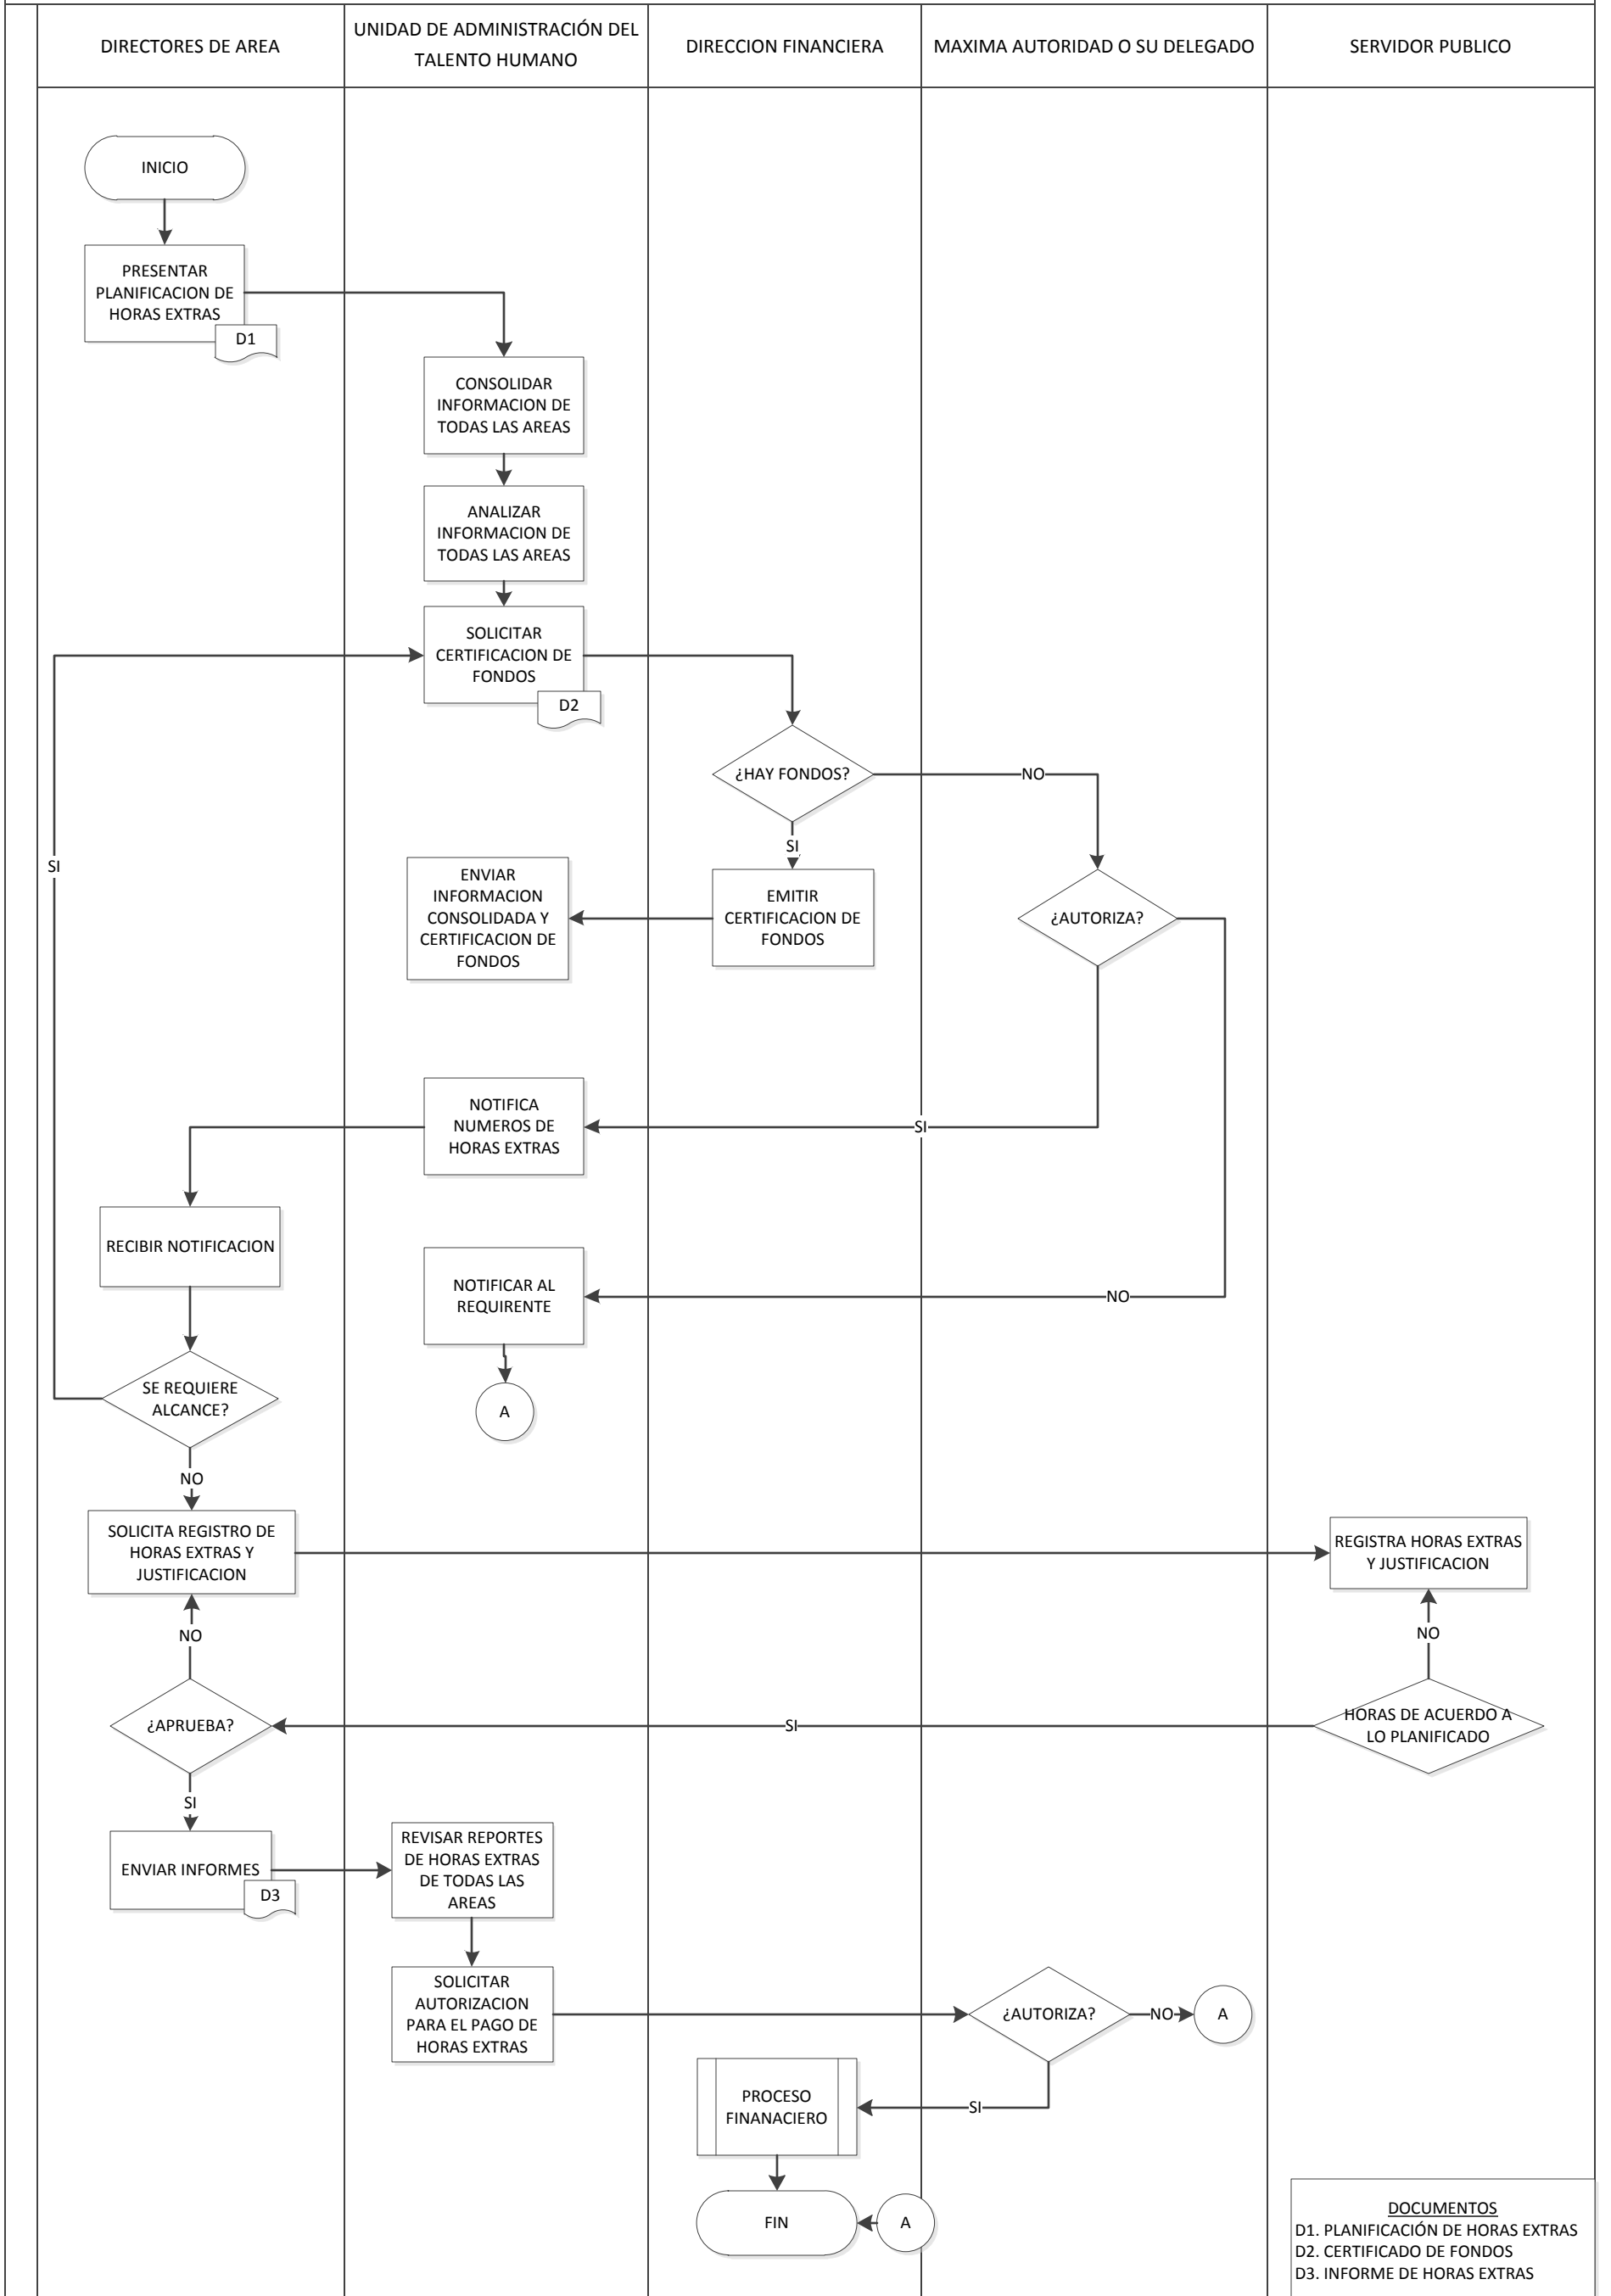 DIRECTORES DE AREA
UNIDAD DE ADMINISTRACIÓN DEL
TALENTO HUMANO
DIRECCION FINANCIERA
MAXIMA AUTORIDAD O SU DELEGADO
SERVIDOR PUBLICO
INICIO
PRESENTAR
PLANIFICACION DE
HORAS EXTRAS
D1
CONSOLIDAR
INFORMACION DE
TODAS LAS AREAS
ANALIZAR
INFORMACION DE
TODAS LAS AREAS
SOLICITAR
CERTIFICACION DE
FONDOS
D2
¿HAY FONDOS?
NO
SI
SI
ENVIAR
INFORMACION
CONSOLIDADA Y
CERTIFICACION DE
FONDOS
EMITIR
CERTIFICACION DE
FONDOS
¿AUTORIZA?
NOTIFICA
NUMEROS DE
HORAS EXTRAS
SI
RECIBIR NOTIFICACION
NOTIFICAR AL
REQUIRENTE
NO
SE REQUIERE
ALCANCE?
A
NO
SOLICITA REGISTRO DE
HORAS EXTRAS Y
JUSTIFICACION
REGISTRA HORAS EXTRAS
Y JUSTIFICACION
NO
NO
¿APRUEBA?
SI
HORAS DE ACUERDO A
LO PLANIFICADO
SI
ENVIAR INFORMES
D3
REVISAR REPORTES
DE HORAS EXTRAS
DE TODAS LAS
AREAS
SOLICITAR
AUTORIZACION
PARA EL PAGO DE
HORAS EXTRAS
¿AUTORIZA?
NO
A
PROCESO
FINANACIERO
SI
FIN
A
DOCUMENTOS
D1. PLANIFICACIÓN DE HORAS EXTRAS
D2. CERTIFICADO DE FONDOS
D3. INFORME DE HORAS EXTRAS